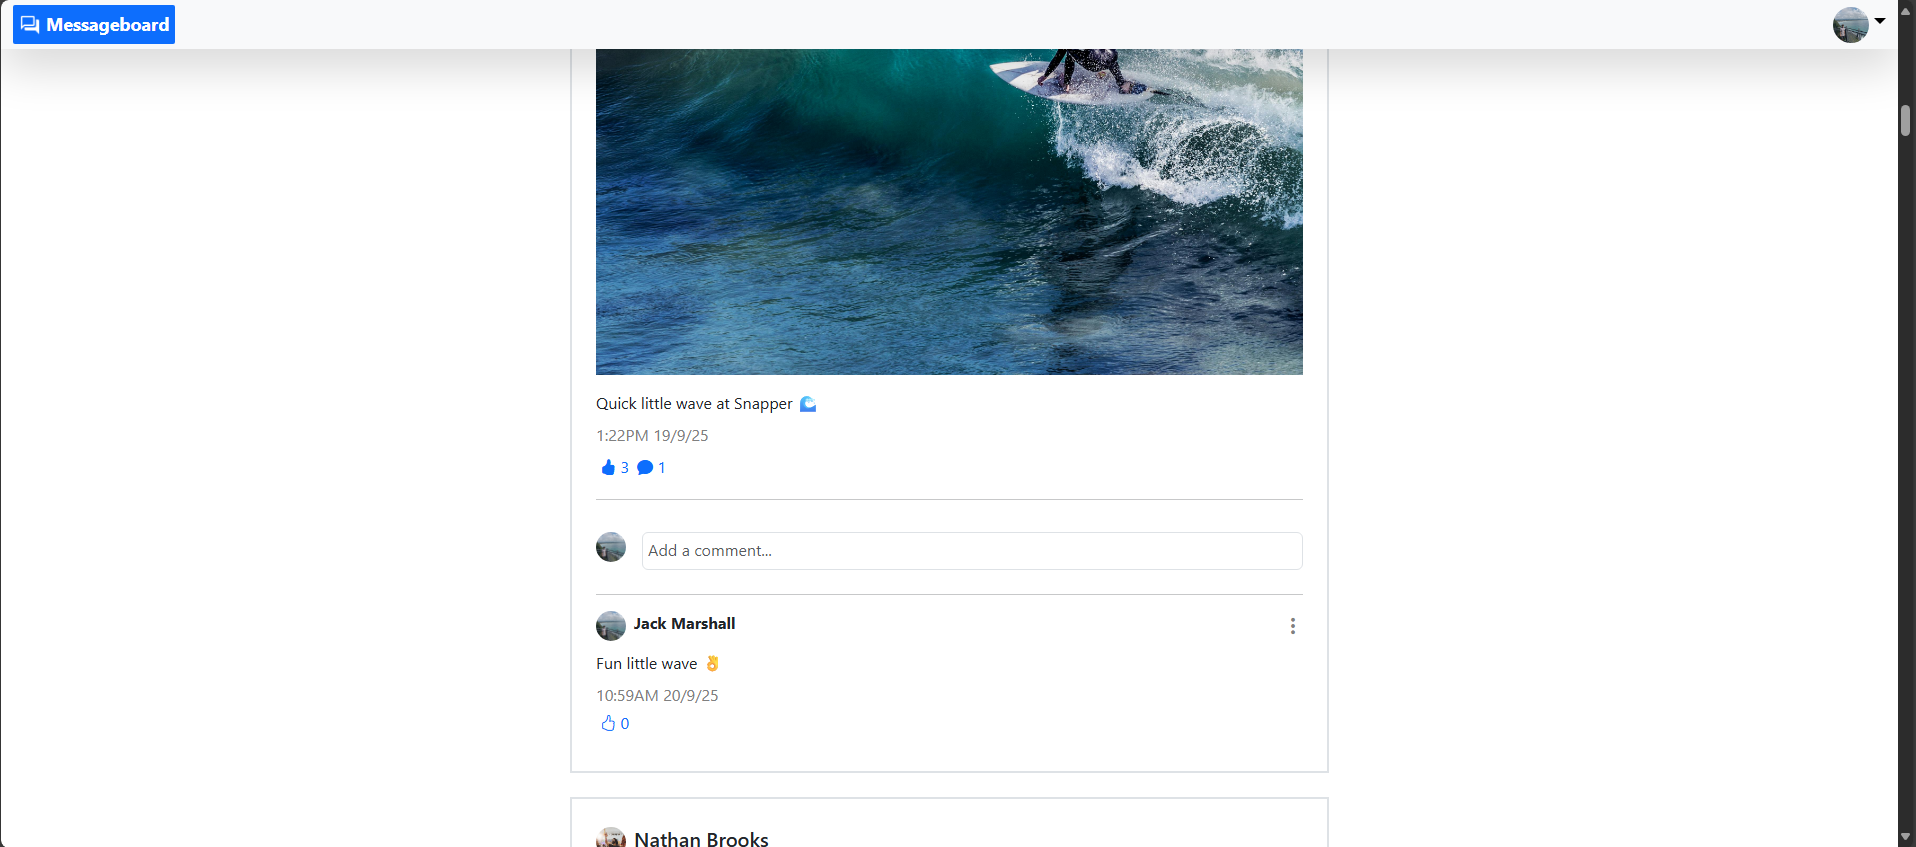 Messageboard
Quick little wave at Snapper 🌊
1:22PM 19/9/25
3 1
Add a comment...
Jack Marshall
Fun little wave 👌
10:59AM 20/9/25
0
Nathan Brooks